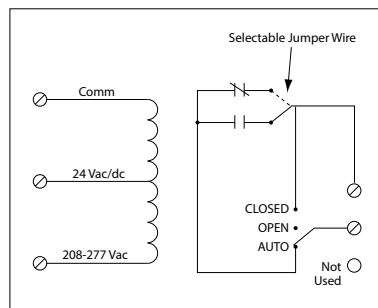 Selectable Jumper Wire
Comm
24 Vac/dc
208-277 Vac
CLOSED
OPEN
AUTO
Not
Used